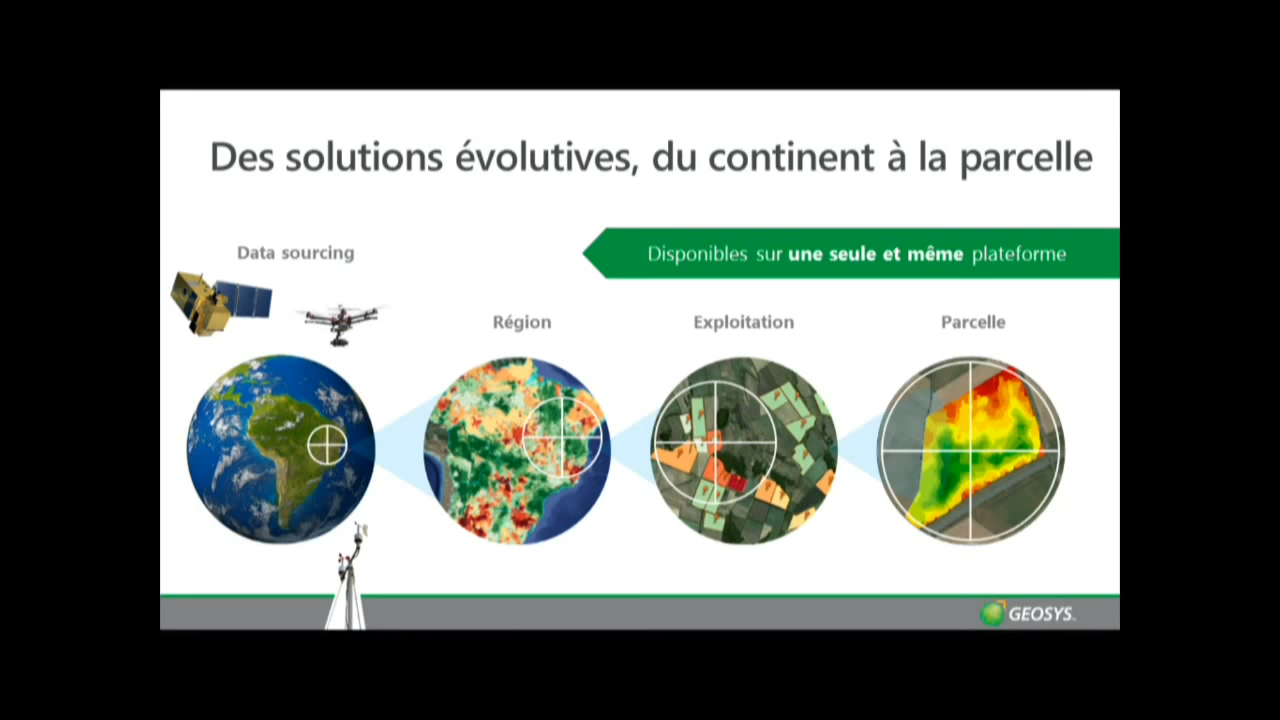 Des solutions évolutives, du continent à la parcelle
Data sourcing
Disponibles sur une seule et même plateforme
Région
Exploitation
Parcelle
GEOSYS